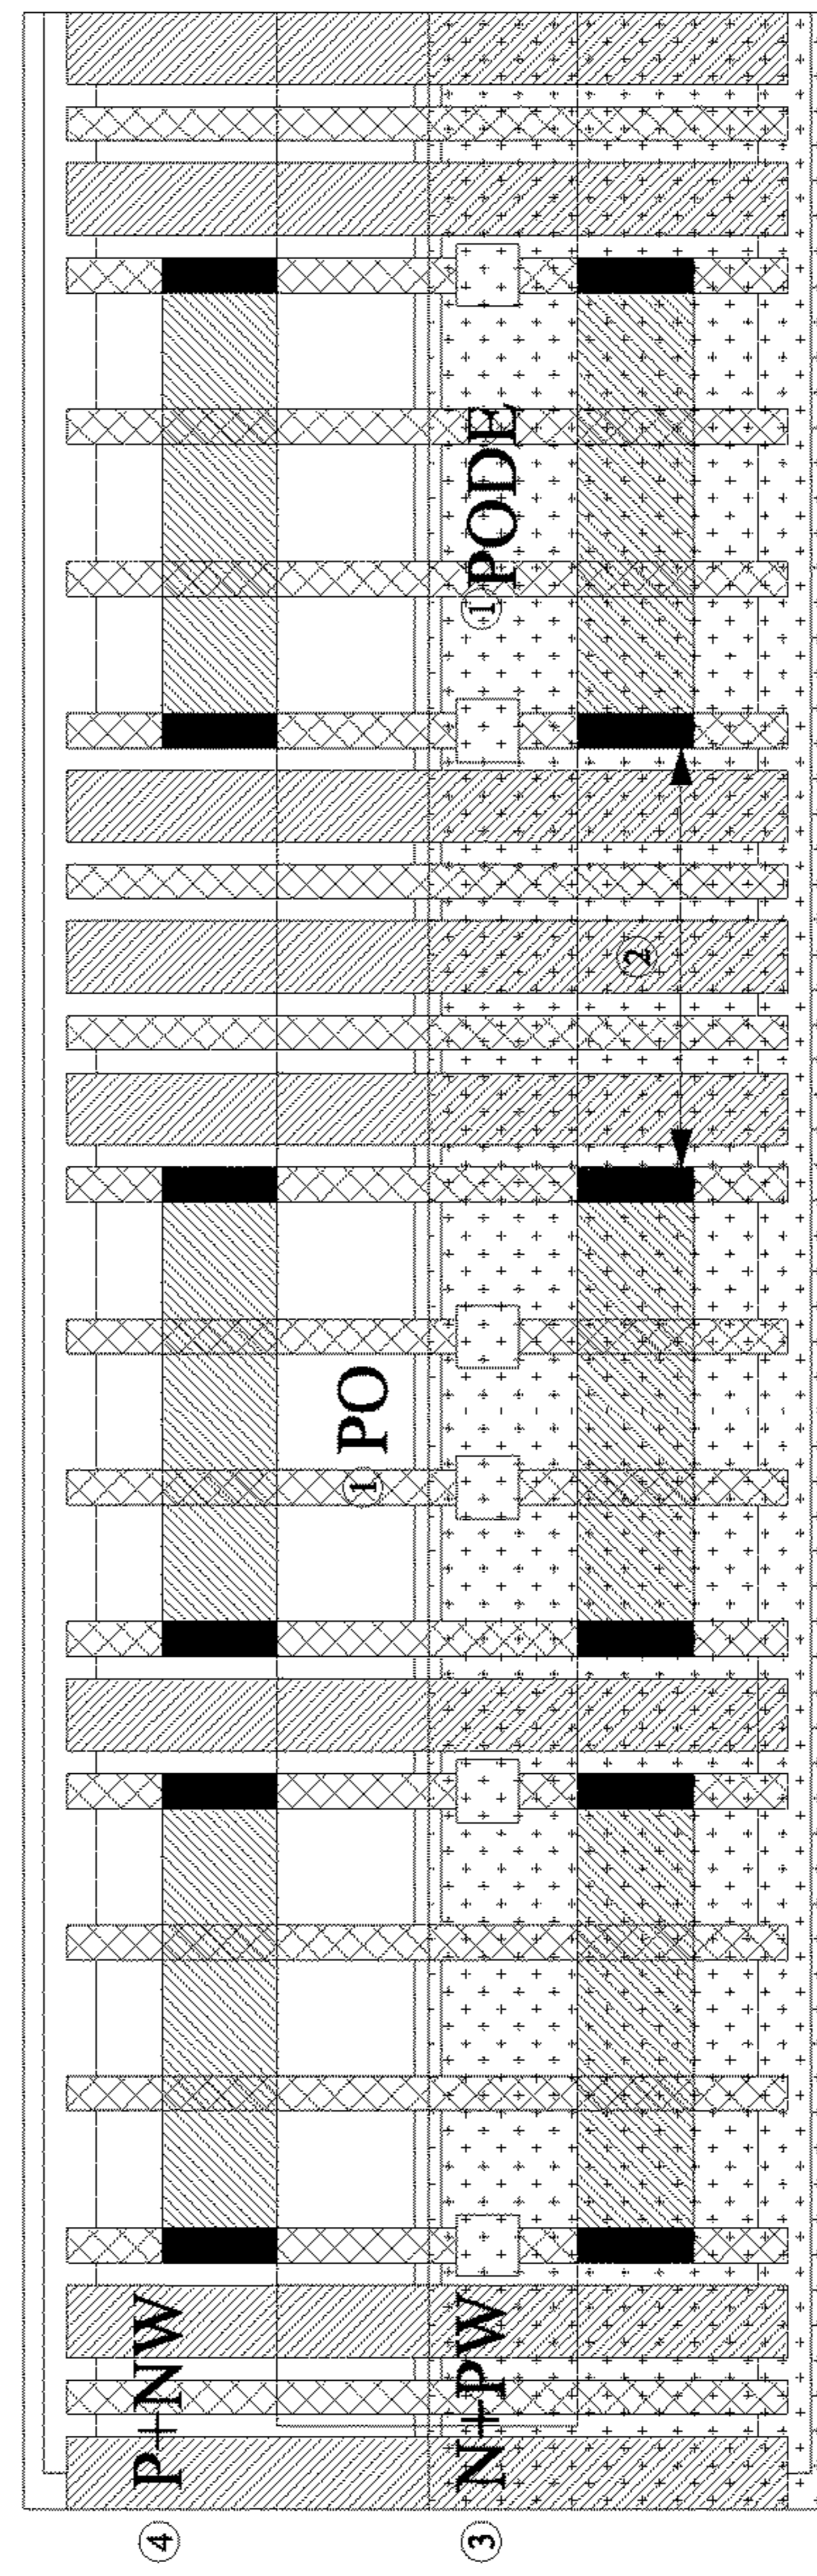 ④ P+NW
① PO
③ N+PW
① PODE
②